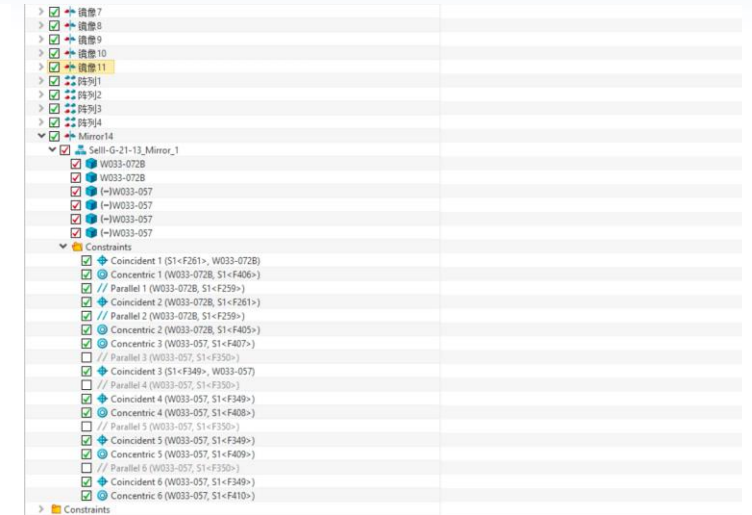 镜像7
镜像8
镜像9
镜像10
镜像11
阵列1
阵列2
阵列3
阵列4
Mirror14
SelII-G-21-13_Mirror_1
W033-072B
W033-072B
(-)W033-057
(-)W033-057
(-)W033-057
(-)W033-057
Constraints
Coincident 1 (S1<F261>, W033-072B)
Concentric 1 (W033-072B, S1<F406>)
Parallel 1 (W033-072B, S1<F259>)
Coincident 2 (W033-072B, S1<F261>)
Parallel 2 (W033-072B, S1<F259>)
Concentric 2 (W033-072B, S1<F405>)
Concentric 3 (W033-057, S1<F407>)
Parallel 3 (W033-057, S1<F350>)
Coincident 3 (S1<F349>, W033-057)
Parallel 4 (W033-057, S1<F350>)
Coincident 4 (W033-057, S1<F349>)
Concentric 4 (W033-057, S1<F408>)
Parallel 5 (W033-057, S1<F350>)
Coincident 5 (W033-057, S1<F349>)
Concentric 5 (W033-057, S1<F409>)
Parallel 6 (W033-057, S1<F350>)
Coincident 6 (W033-057, S1<F349>)
Concentric 6 (W033-057, S1<F410>)
Constraints